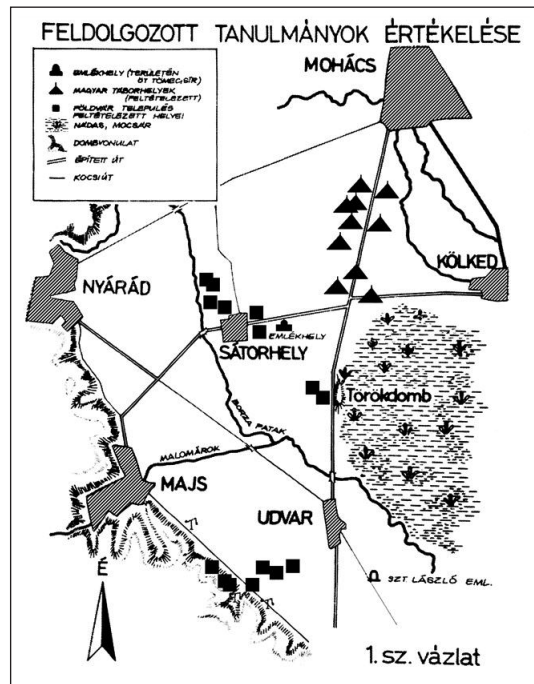 FELDOLGOZOTT TANULMÁNYOK ÉRTÉKELÉSE
EMLÉKHELY (TERÜLETÉN
ÖT TÖMEGSÍR)
MAGYAR TÁBORHELYEK
(FELTÉTELEZETT)
FÖLDVÁR TELEPÜLÉS
FELTÉTELEZETT HELYEI
NÁDAS, MOCSÁR
DOMBVONULAT
ÉPÍTETT ÚT
KOCSIÚT
MOHÁCS
KÖLKED
NYÁRÁD
EMLÉKHELY
SÁTORHELY
Törökdomb
BORZA PATAK
MALOMÁROK
MAJS
UDVAR
SZT. LÁSZLÓ EML.
É
1. sz. vázlat